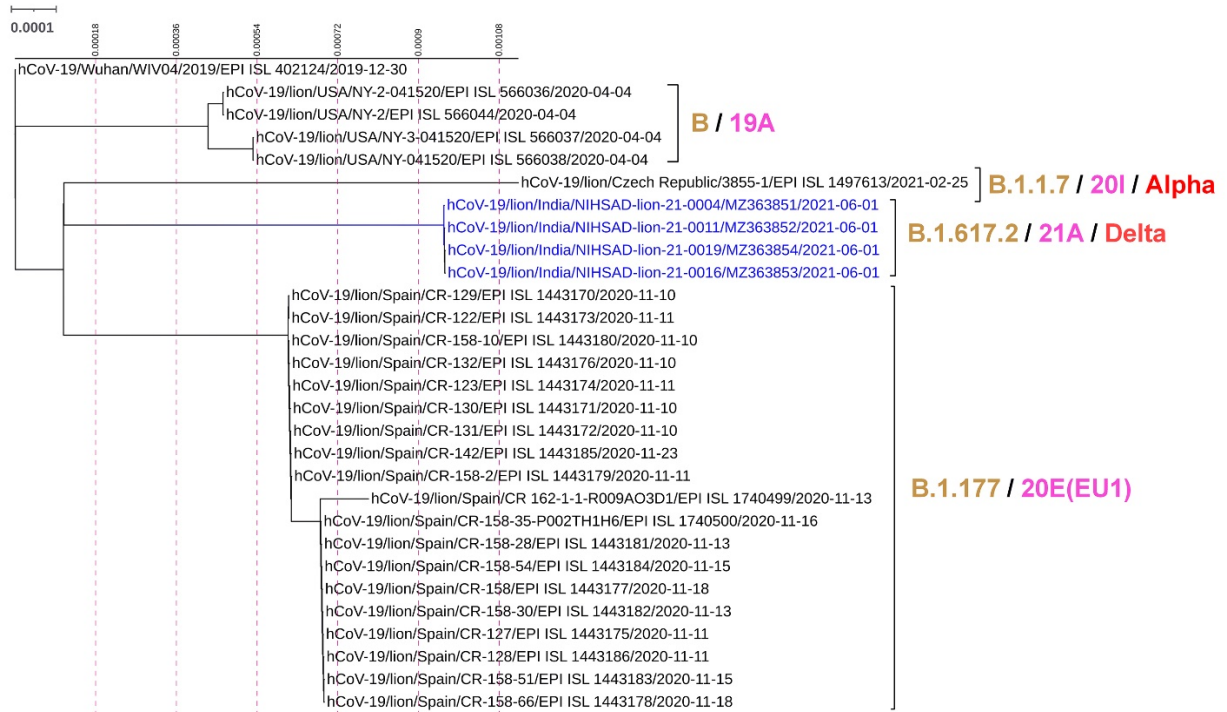 0.0001
0.00018
0.00036
0.00054
0.00072
0.0009
0.00108
hCoV-19/Wuhan/WIV04/2019/EPI ISL 402124/2019-12-30
hCoV-19/lion/USA/NY-2-041520/EPI ISL 566036/2020-04-04
hCoV-19/lion/USA/NY-2/EPI ISL 566044/2020-04-04
B / 19A
hCoV-19/lion/USA/NY-3-041520/EPI ISL 566037/2020-04-04
hCoV-19/lion/USA/NY-041520/EPI ISL 566038/2020-04-04
hCoV-19/lion/Czech Republic/3855-1/EPI ISL 1497613/2021-02-25
B.1.1.7 / 20I / Alpha
hCoV-19/lion/India/NIHSAD-lion-21-0004/MZ363851/2021-06-01
hCoV-19/lion/India/NIHSAD-lion-21-0011/MZ363852/2021-06-01
B.1.617.2 / 21A / Delta
hCoV-19/lion/India/NIHSAD-lion-21-0019/MZ363854/2021-06-01
hCoV-19/lion/India/NIHSAD-lion-21-0016/MZ363853/2021-06-01
hCoV-19/lion/Spain/CR-129/EPI ISL 1443170/2020-11-10
hCoV-19/lion/Spain/CR-122/EPI ISL 1443173/2020-11-11
hCoV-19/lion/Spain/CR-158-10/EPI ISL 1443180/2020-11-10
hCoV-19/lion/Spain/CR-132/EPI ISL 1443176/2020-11-10
hCoV-19/lion/Spain/CR-123/EPI ISL 1443174/2020-11-11
hCoV-19/lion/Spain/CR-130/EPI ISL 1443171/2020-11-10
hCoV-19/lion/Spain/CR-131/EPI ISL 1443172/2020-11-10
hCoV-19/lion/Spain/CR-142/EPI ISL 1443185/2020-11-23
hCoV-19/lion/Spain/CR-158-2/EPI ISL 1443179/2020-11-11
hCoV-19/lion/Spain/CR 162-1-1-R009AO3D1/EPI ISL 1740499/2020-11-13
B.1.177 / 20E(EU1)
hCoV-19/lion/Spain/CR-158-35-P002TH1H6/EPI ISL 1740500/2020-11-16
hCoV-19/lion/Spain/CR-158-28/EPI ISL 1443181/2020-11-13
hCoV-19/lion/Spain/CR-158-54/EPI ISL 1443184/2020-11-15
hCoV-19/lion/Spain/CR-158/EPI ISL 1443177/2020-11-18
hCoV-19/lion/Spain/CR-158-30/EPI ISL 1443182/2020-11-13
hCoV-19/lion/Spain/CR-127/EPI ISL 1443175/2020-11-11
hCoV-19/lion/Spain/CR-128/EPI ISL 1443186/2020-11-11
hCoV-19/lion/Spain/CR-158-51/EPI ISL 1443183/2020-11-15
hCoV-19/lion/Spain/CR-158-66/EPI ISL 1443178/2020-11-18